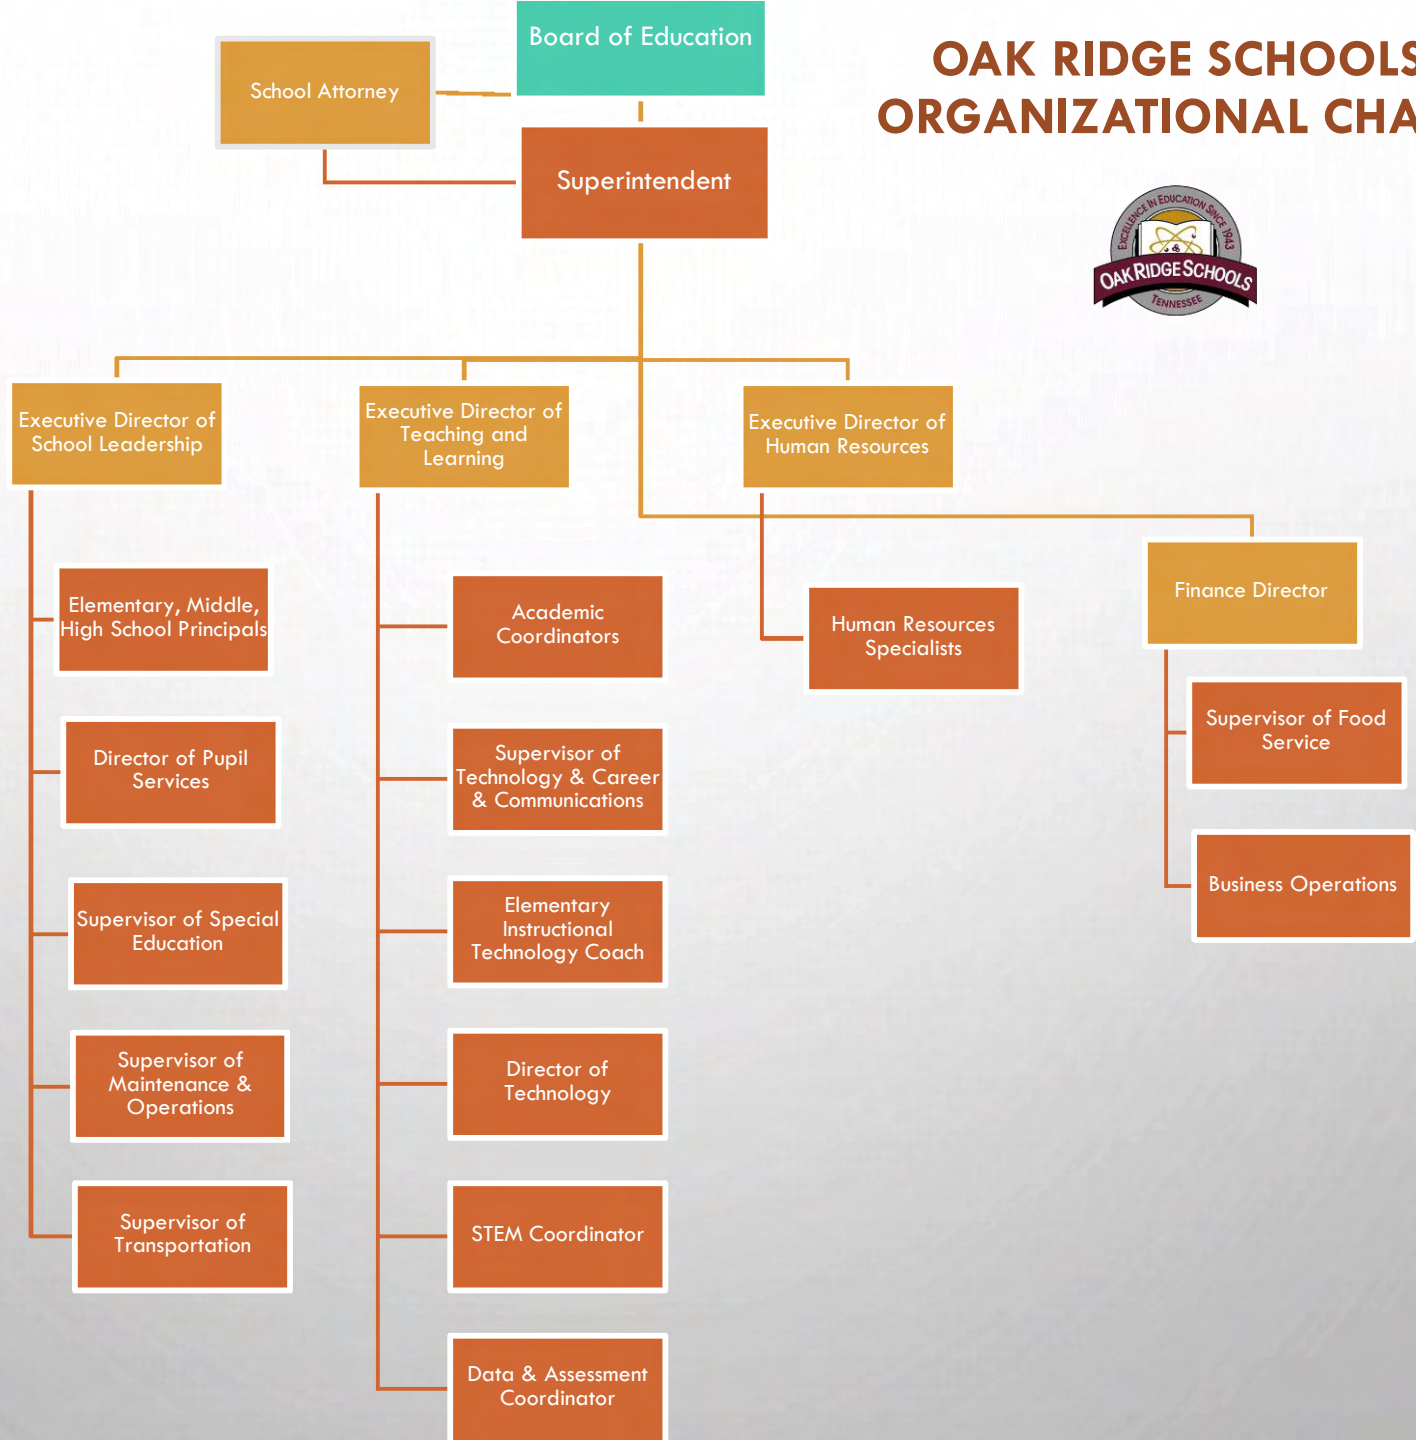 Board of Education
School Attorney
OAK RIDGE SCHOOLS
ORGANIZATIONAL CHA
Superintendent
EXCELLENCE IN EDUCATION SINCE 1943
OAK RIDGE SCHOOLS
TENNESSEE
Executive Director of
School Leadership
Executive Director of
Teaching and
Learning
Executive Director of
Human Resources
Finance Director
Elementary, Middle,
High School Principals
Director of Pupil
Services
Supervisor of Special
Education
Supervisor of
Maintenance &
Operations
Supervisor of
Transportation
Academic
Coordinators
Supervisor of
Technology & Career
& Communications
Elementary
Instructional
Technology Coach
Director of
Technology
STEM Coordinator
Data & Assessment
Coordinator
Human Resources
Specialists
Supervisor of Food
Service
Business Operations